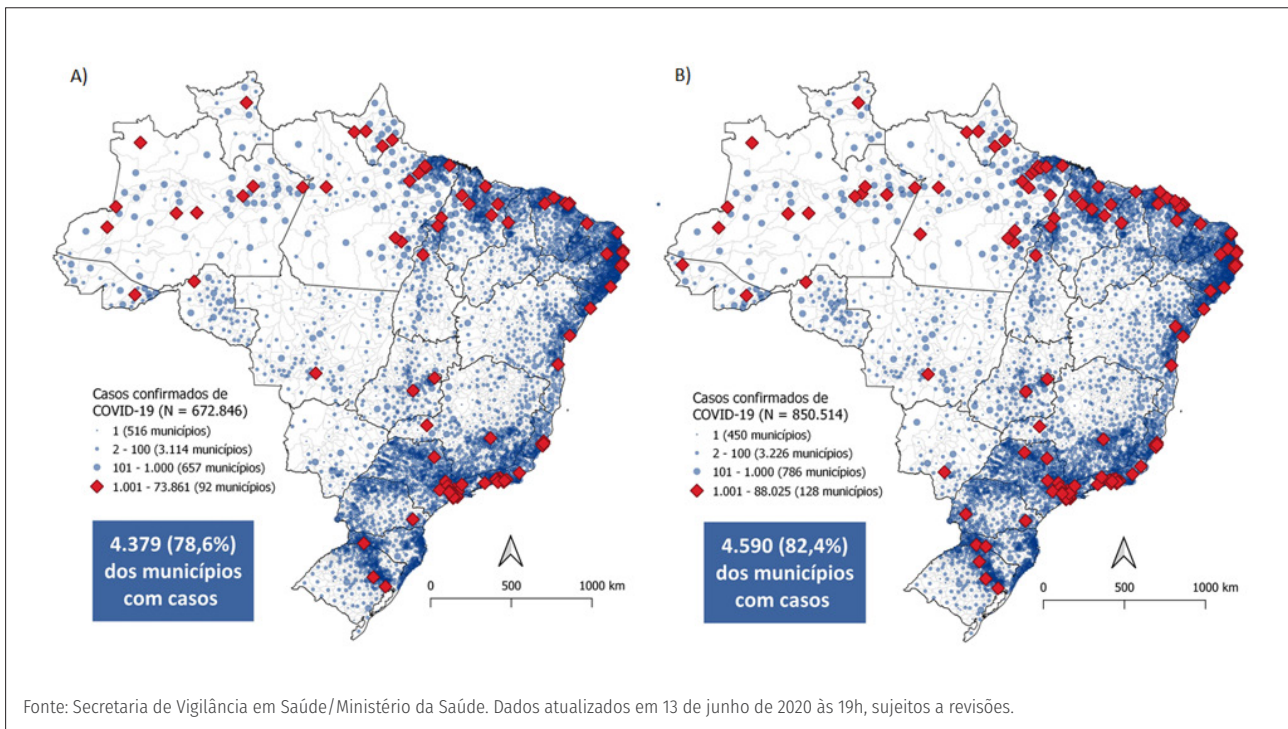 A)
Casos confirmados de
COVID-19 (N = 672.846)
1 (516 municípios)
2 - 100 (3.114 municípios)
101 - 1.000 (657 municípios)
1.001 - 73.861 (92 municípios)
4.379 (78,6%)
dos municípios
com casos
0 500 1000 km
B)
Casos confirmados de
COVID-19 (N = 850.514)
1 (450 municípios)
2 - 100 (3.226 municípios)
101 - 1.000 (786 municípios)
1.001 - 88.025 (128 municípios)
4.590 (82,4%)
dos municípios
com casos
0 500 1000 km
Fonte: Secretaria de Vigilância em Saúde/Ministério da Saúde. Dados atualizados em 13 de junho de 2020 às 19h, sujeitos a revisões.